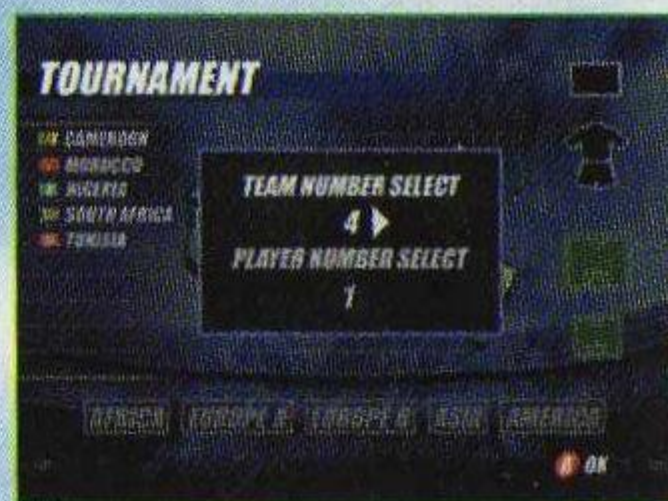 TOURNAMENT
CAMEROON
MOROCCO
NIGERIA
SOUTH AFRICA
TUNISIA
TEAM NUMBER SELECT
4
PLAYER NUMBER SELECT
1
AFRICA EUROPE A EUROPE B ASIA AMERICA
A OK